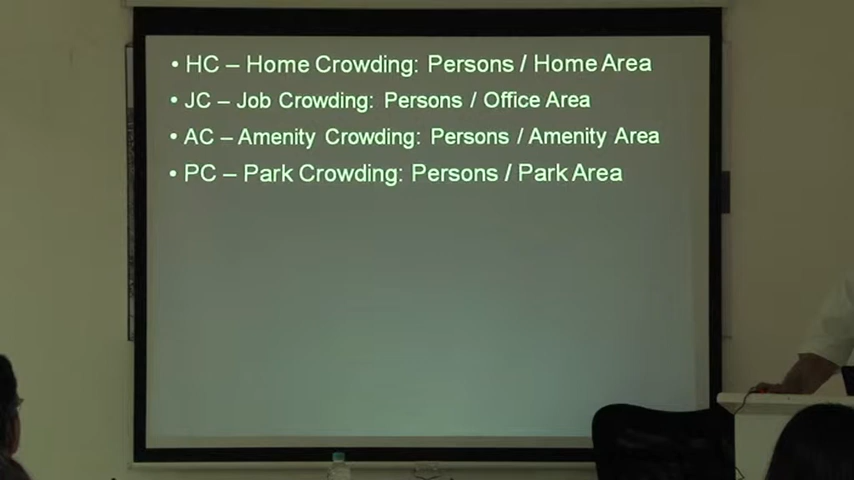 • HC – Home Crowding: Persons / Home Area
• JC – Job Crowding: Persons / Office Area
• AC – Amenity Crowding: Persons / Amenity Area
• PC – Park Crowding: Persons / Park Area